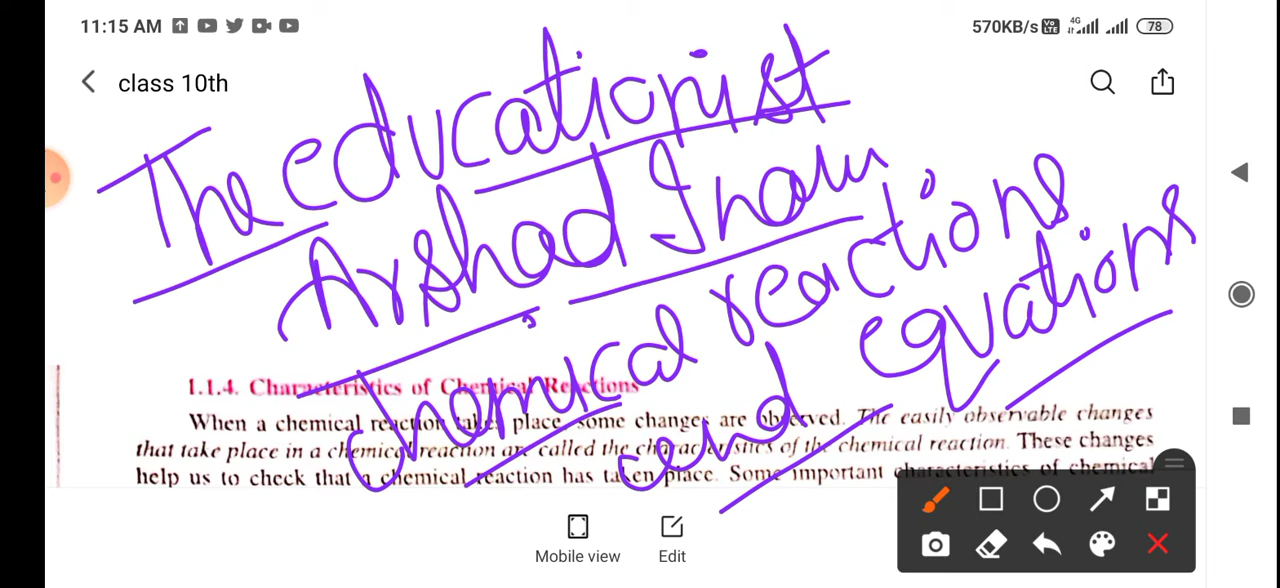 11:15 AM 570KB/s Vo LTE 4G 78
class 10th
The educationist
Arshad Inam
Chemical reactions
and equations
1.1.4. Characteristics of Chemical Reactions
When a chemical reaction takes place some changes are observed. The easily observable changes
that take place in a chemical reaction are called the characteristics of the chemical reaction. These changes
help us to check that a chemical reaction has taken place. Some important characteristics of chemical
Mobile view Edit